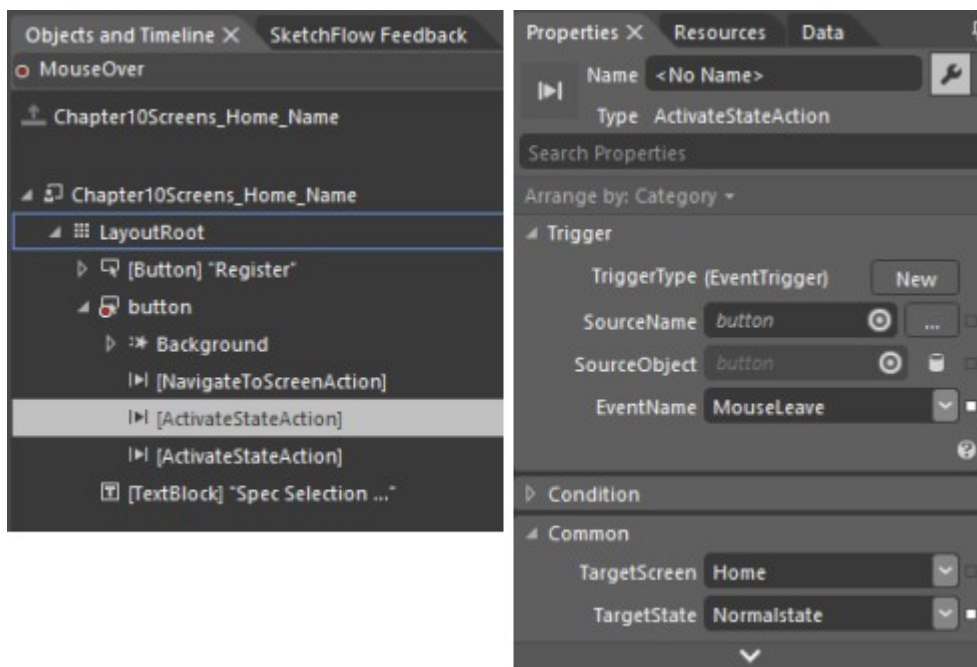 Objects and Timeline ✕ SketchFlow Feedback
MouseOver
Chapter10Screens_Home_Name
Chapter10Screens_Home_Name
LayoutRoot
[Button] "Register"
button
Background
[NavigateToScreenAction]
[ActivateStateAction]
[ActivateStateAction]
[TextBlock] "Spec Selection ..."
Properties ✕ Resources Data
Name <No Name>
Type ActivateStateAction
Search Properties
Arrange by: Category
Trigger
TriggerType (EventTrigger) New
SourceName button ...
SourceObject button
EventName MouseLeave
?
Condition
Common
TargetScreen Home
TargetState Normalstate